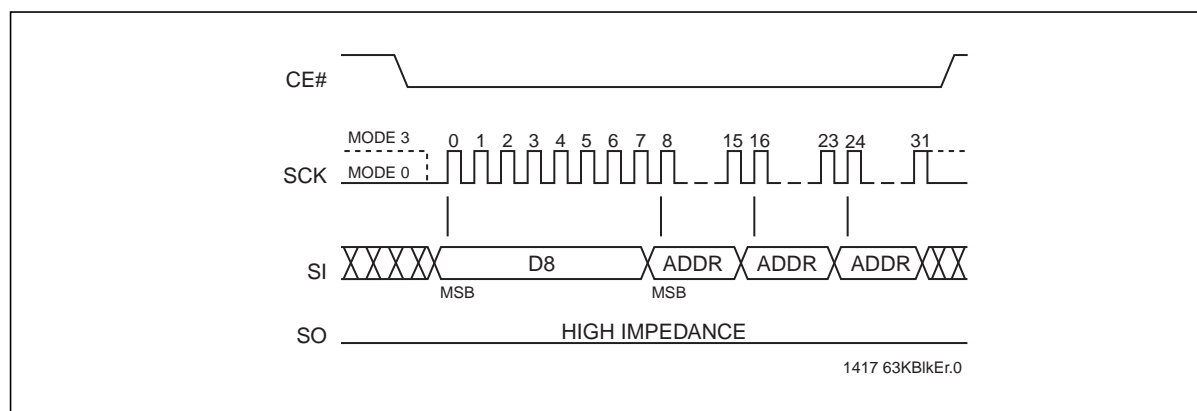 CE#
MODE 3 0 1 2 3 4 5 6 7 8 15 16 23 24 31
SCK MODE 0
SI D8 ADDR ADDR ADDR
MSB MSB
SO HIGH IMPEDANCE
1417 63KBlkEr.0